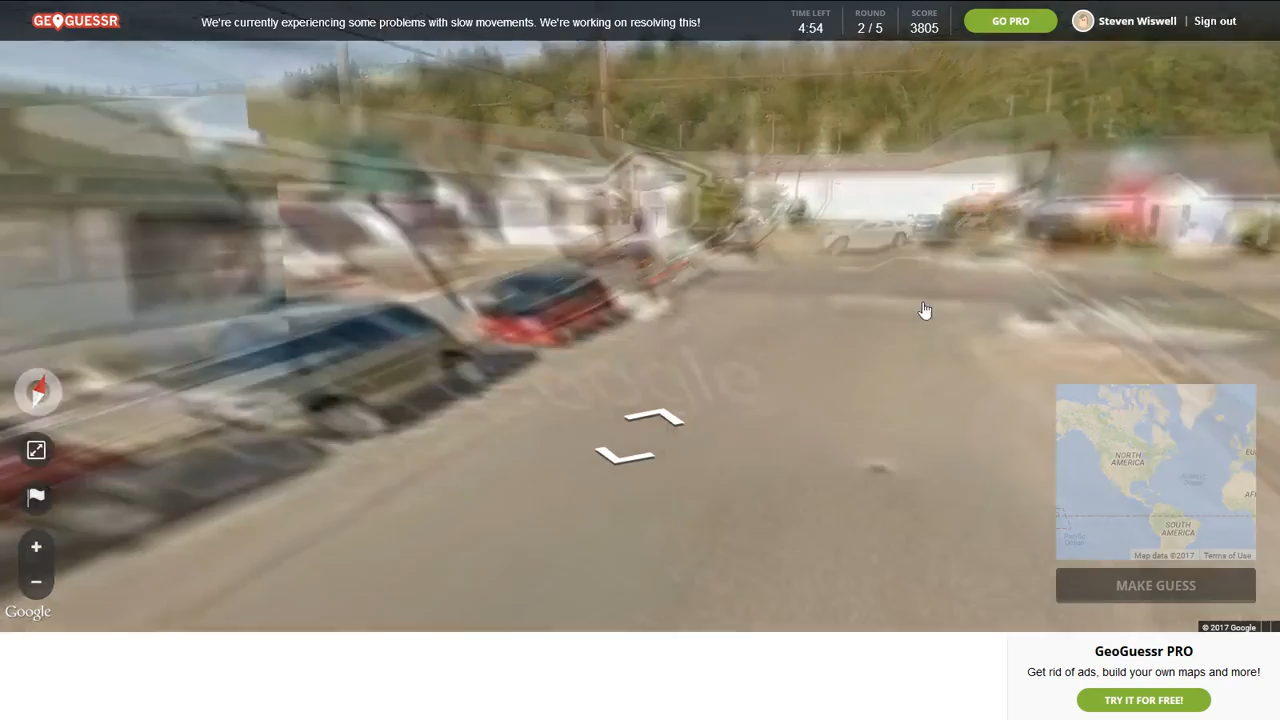 GEOGUESSR
We're currently experiencing some problems with slow movements. We're working on resolving this!
TIME LEFT
4:54
ROUND
2 / 5
SCORE
3805
GO PRO
Steven Wiswell | Sign out
NORTH AMERICA
SOUTH AMERICA
Map data ©2017 Terms of Use
MAKE GUESS
Google
© 2017 Google
GeoGuessr PRO
Get rid of ads, build your own maps and more!
TRY IT FOR FREE!